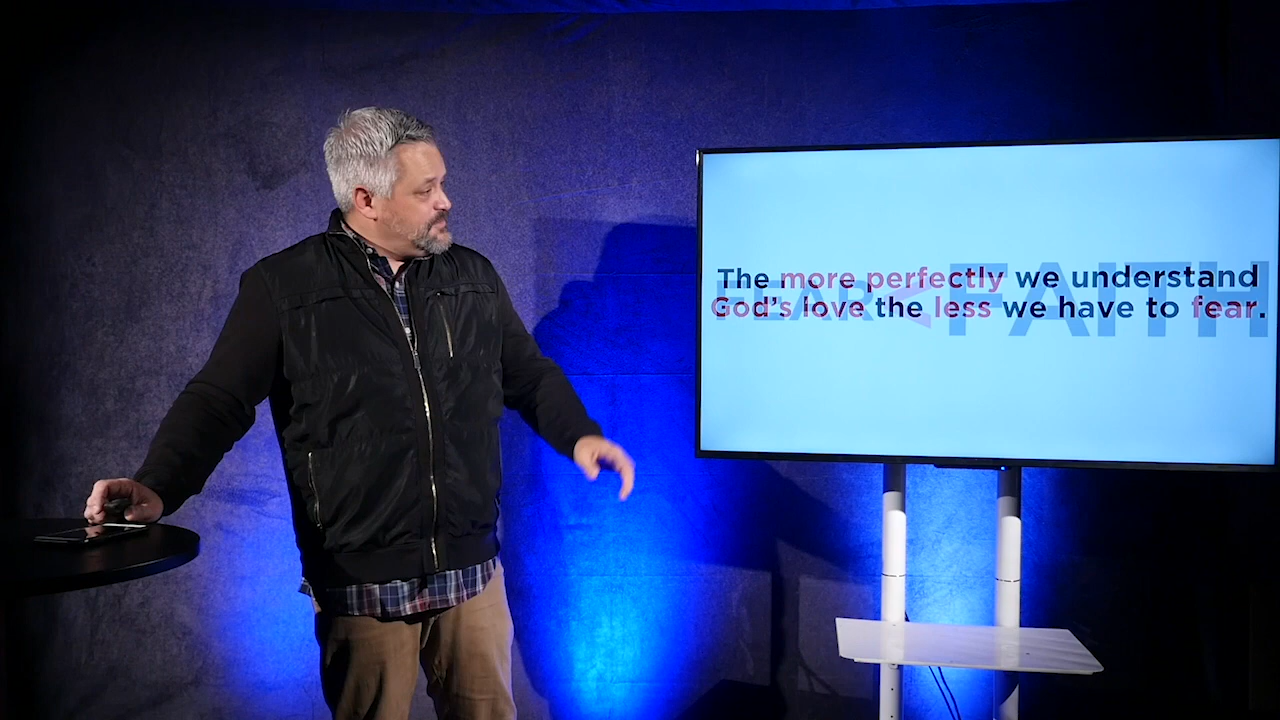 The more perfectly we understand
God's love the less we have to fear.
FEAR < FAITH